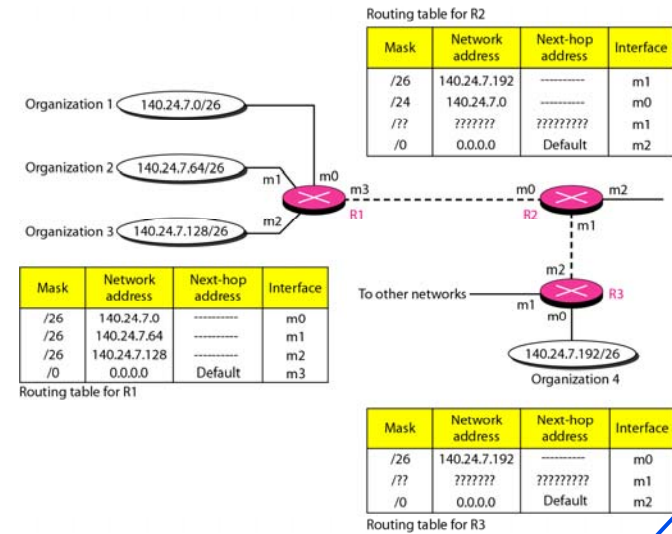 Routing table for R2
Mask Network address Next-hop address Interface
/26 140.24.7.192 ---------- m1
/24 140.24.7.0 ---------- m0
/?? ??????? ????????? m1
/0 0.0.0.0 Default m2
Organization 1 140.24.7.0/26
Organization 2 140.24.7.64/26
Organization 3 140.24.7.128/26
m0
m1
m2
m3
R1
m0
m2
R2
m1
m2
To other networks
R3
m1
m0
140.24.7.192/26
Organization 4
Mask Network address Next-hop address Interface
/26 140.24.7.0 ---------- m0
/26 140.24.7.64 ---------- m1
/26 140.24.7.128 ---------- m2
/0 0.0.0.0 Default m3
Routing table for R1
Mask Network address Next-hop address Interface
/26 140.24.7.192 ---------- m0
/?? ??????? ????????? m1
/0 0.0.0.0 Default m2
Routing table for R3